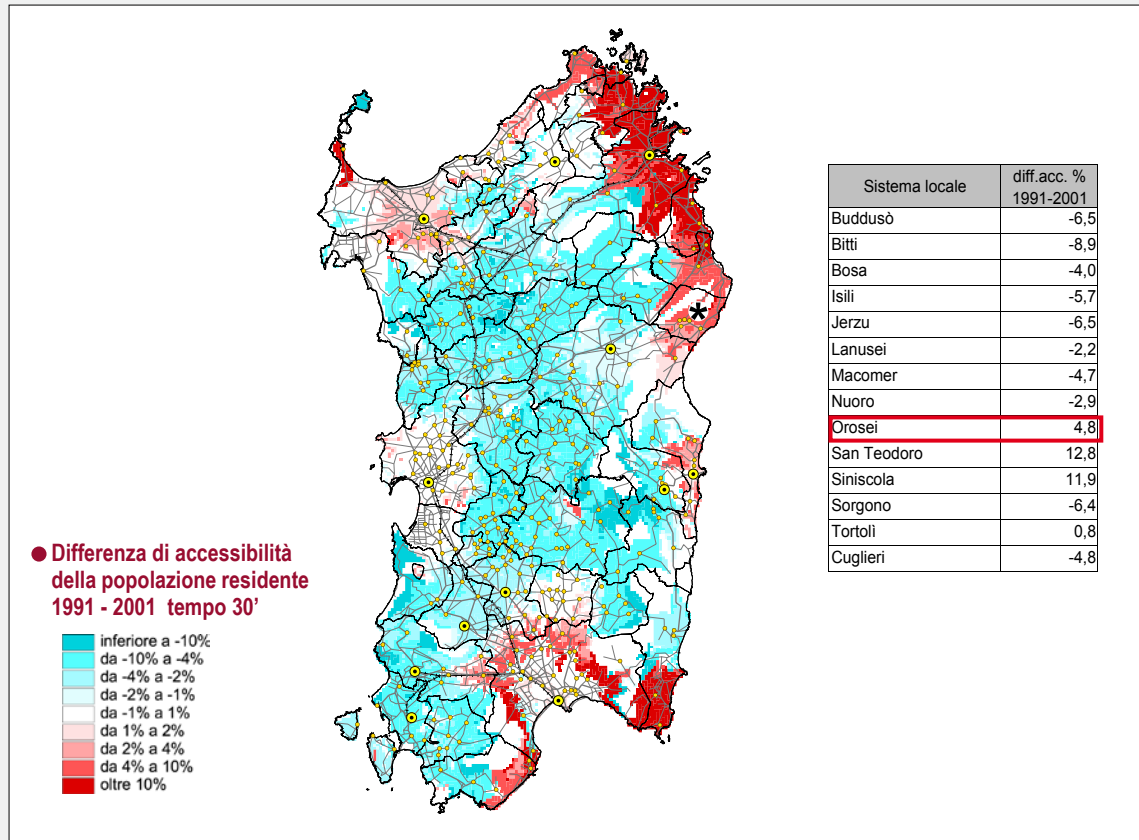 ● Differenza di accessibilità
della popolazione residente
1991 - 2001 tempo 30’
inferiore a -10%
da -10% a -4%
da -4% a -2%
da -2% a -1%
da -1% a 1%
da 1% a 2%
da 2% a 4%
da 4% a 10%
oltre 10%
*
Sistema locale diff.acc. % 1991-2001
Buddusò -6,5
Bitti -8,9
Bosa -4,0
Isili -5,7
Jerzu -6,5
Lanusei -2,2
Macomer -4,7
Nuoro -2,9
Orosei 4,8
San Teodoro 12,8
Siniscola 11,9
Sorgono -6,4
Tortolì 0,8
Cuglieri -4,8